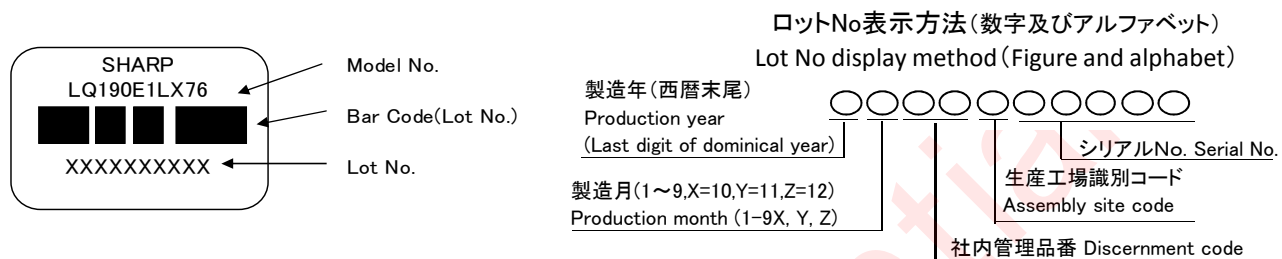 SHARP
LQ190E1LX76
XXXXXXXXXX
Model No.
Bar Code(Lot No.)
Lot No.
ロットNo表示方法(数字及びアルファベット)
Lot No display method(Figure and alphabet)
製造年(西暦末尾)
Production year
(Last digit of dominical year)
シリアルNo. Serial No.
製造月(1~9,X=10,Y=11,Z=12)
Production month (1-9X, Y, Z)
生産工場識別コード
Assembly site code
社内管理品番 Discernment code